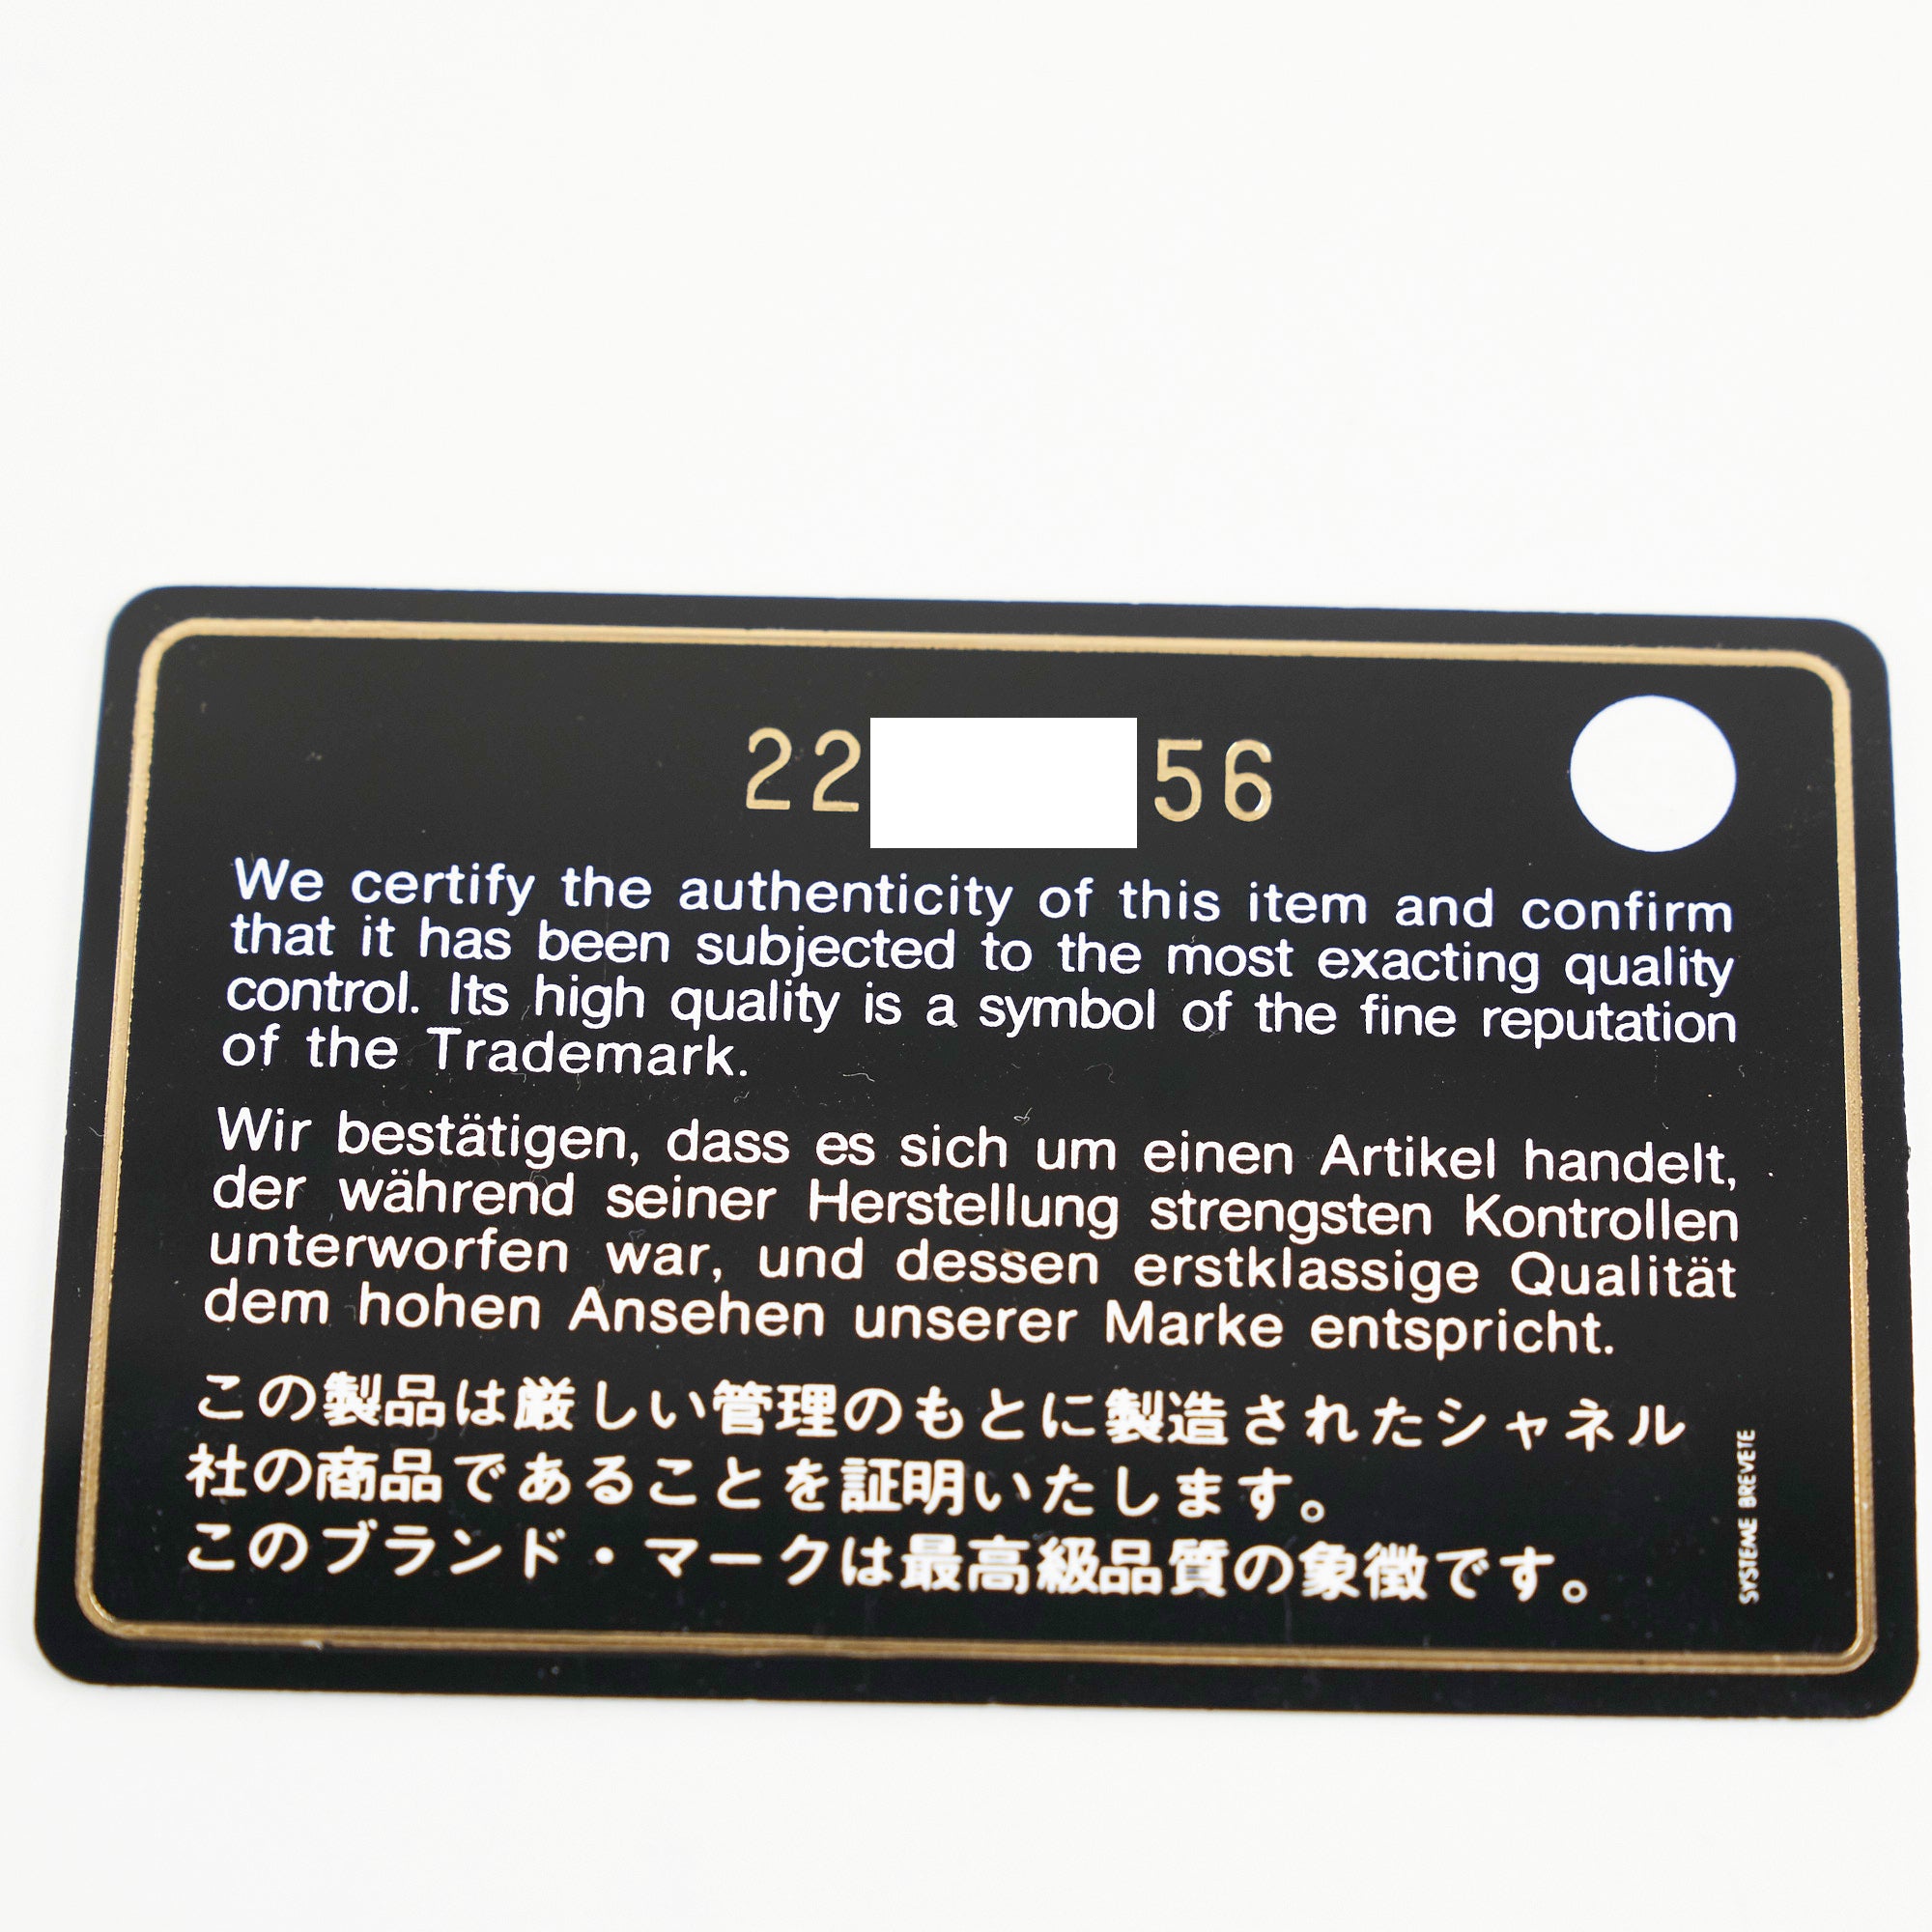 22 56
We certify the authenticity of this item and confirm
that it has been subjected to the most exacting quality
control. Its high quality is a symbol of the fine reputation
of the Trademark.
Wir bestätigen, dass es sich um einen Artikel handelt,
der während seiner Herstellung strengsten Kontrollen
unterworfen war, und dessen erstklassige Qualität
dem hohen Ansehen unserer Marke entspricht.
この製品は厳しい管理のもとに製造されたシャネル
社の商品であることを証明いたします。
このブランド・マークは最高級品質の象徴です。
SYSTEME BREVETE